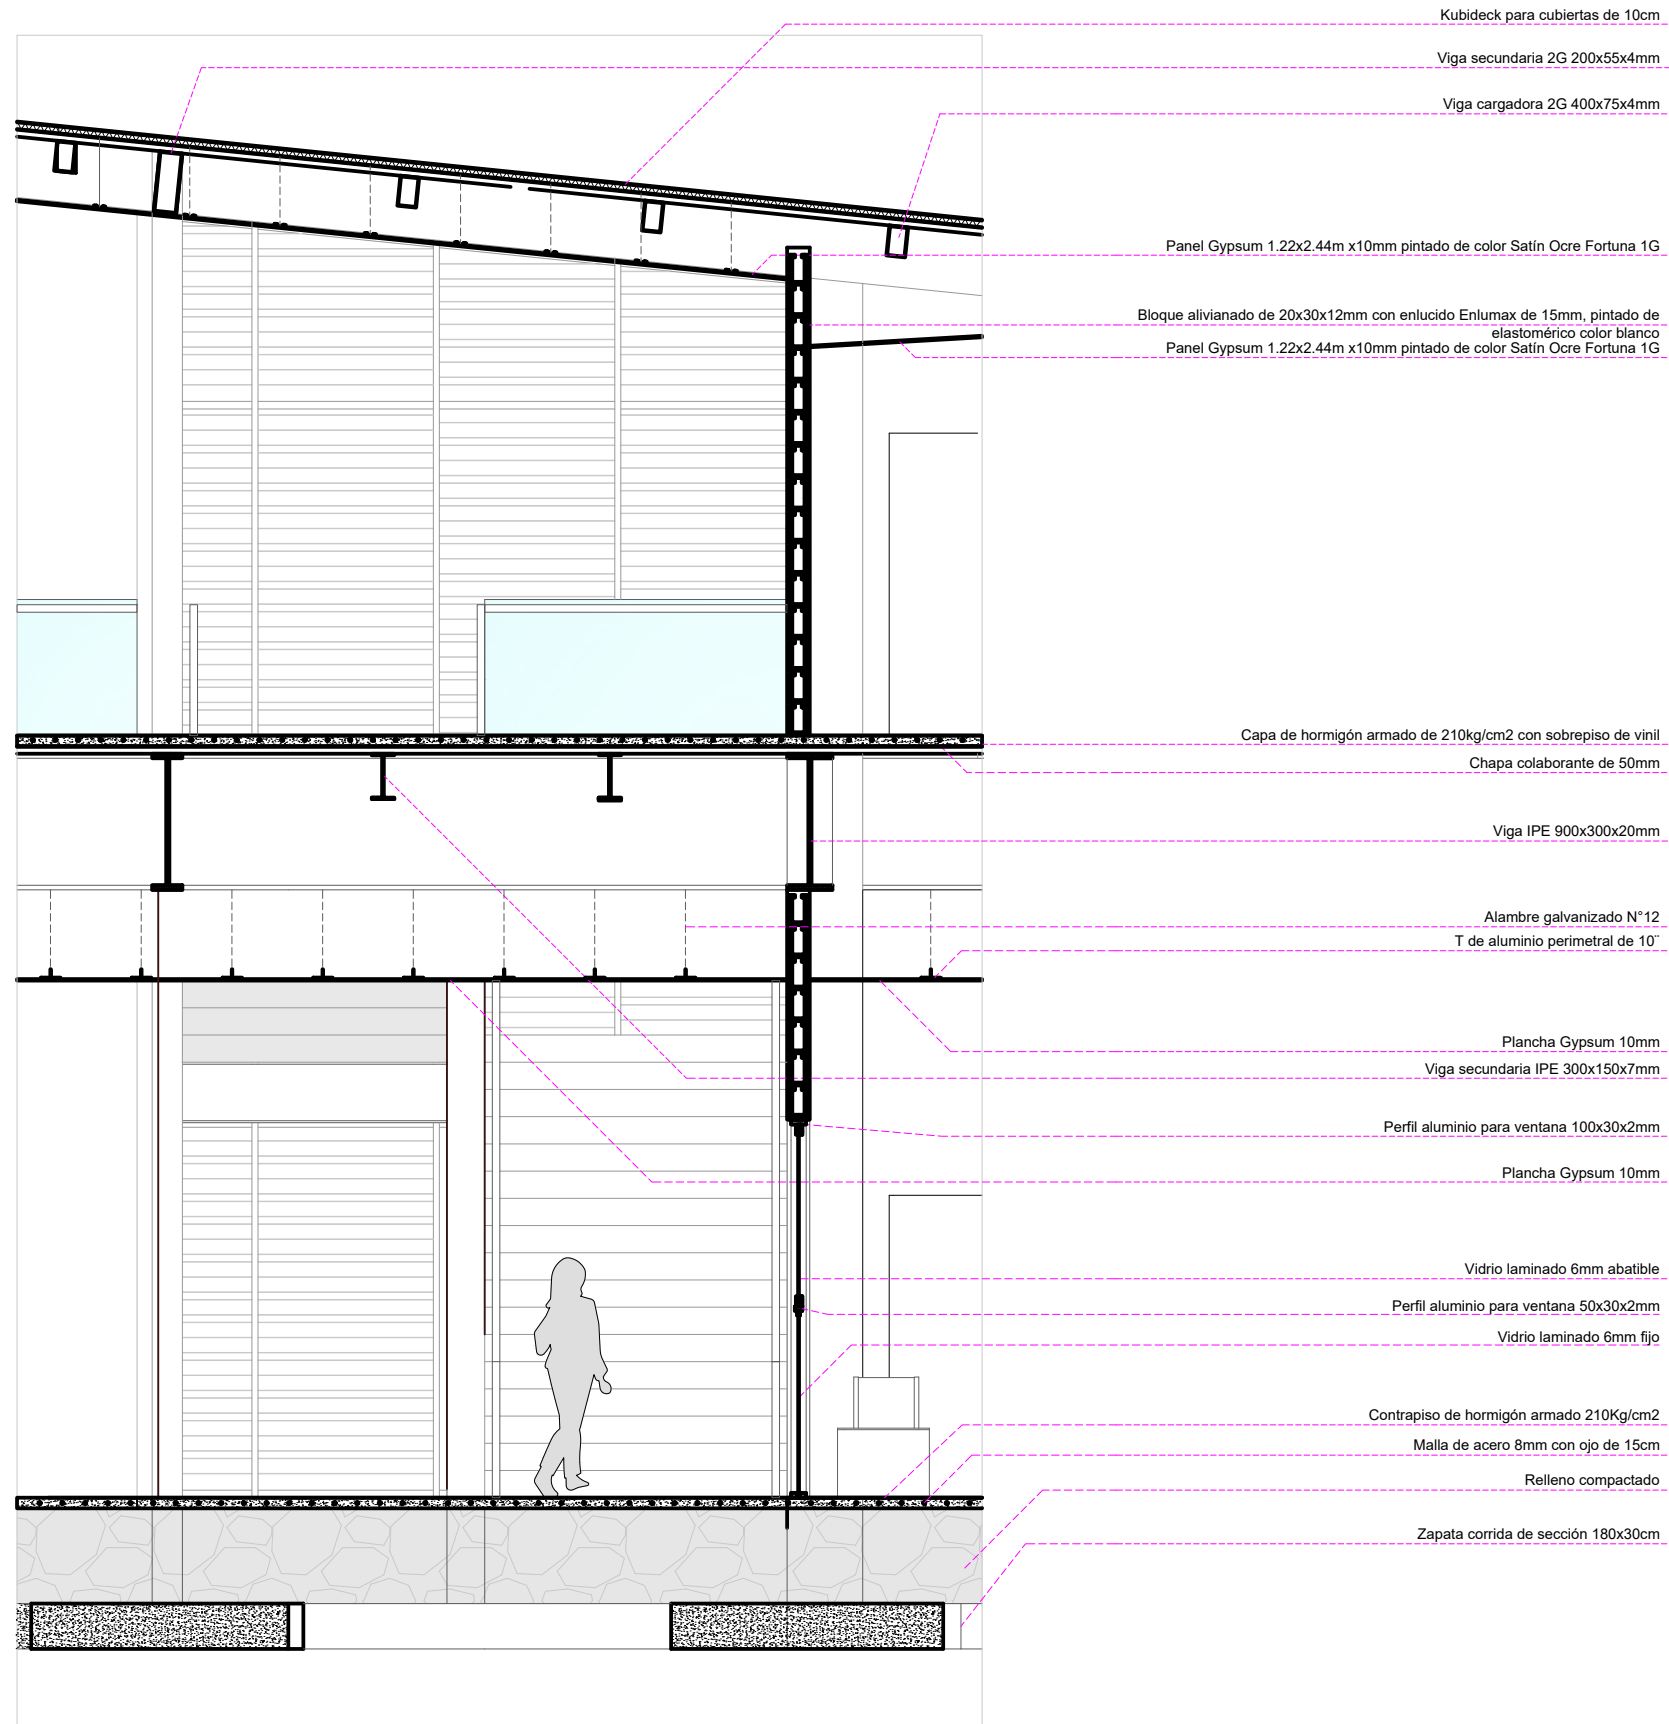 Kubideck para cubiertas de 10cm
Viga secundaria 2G 200x55x4mm
Viga cargadora 2G 400x75x4mm
Panel Gypsum 1.22x2.44m x10mm pintado de color Satín Ocre Fortuna 1G
Bloque alivianado de 20x30x12mm con enlucido Enlumax de 15mm, pintado de
elastomérico color blanco
Panel Gypsum 1.22x2.44m x10mm pintado de color Satín Ocre Fortuna 1G
Capa de hormigón armado de 210kg/cm2 con sobrepiso de vinil
Chapa colaborante de 50mm
Viga IPE 900x300x20mm
Alambre galvanizado N°12
T de aluminio perimetral de 10¨
Plancha Gypsum 10mm
Viga secundaria IPE 300x150x7mm
Perfil aluminio para ventana 100x30x2mm
Plancha Gypsum 10mm
Vidrio laminado 6mm abatible
Perfil aluminio para ventana 50x30x2mm
Vidrio laminado 6mm fijo
Contrapiso de hormigón armado 210Kg/cm2
Malla de acero 8mm con ojo de 15cm
Relleno compactado
Zapata corrida de sección 180x30cm